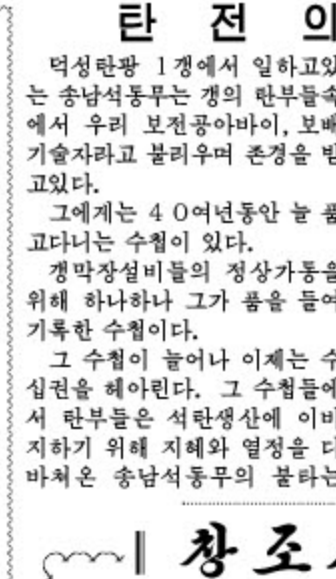 탄 전 의
덕성탄광 1갱에서 일하고있
는 송남석동무는 갱의 탄부들속
에서 우리 보전공아바이, 보배
기술자라고 불리우며 존경을 받
고있다.
그에게는 40여년동안 늘 품
고다니는 수첩이 있다.
갱막장설비들의 정상가동을
위해 하나하나 그가 품을 들여
기록한 수첩이다.
그 수첩이 늘어나 이제는 수
십권을 헤아린다. 그 수첩들에
서 탄부들은 석탄생산에 이바
지하기 위해 지혜와 열정을 다
바쳐온 송남석동무의 불타는
창조